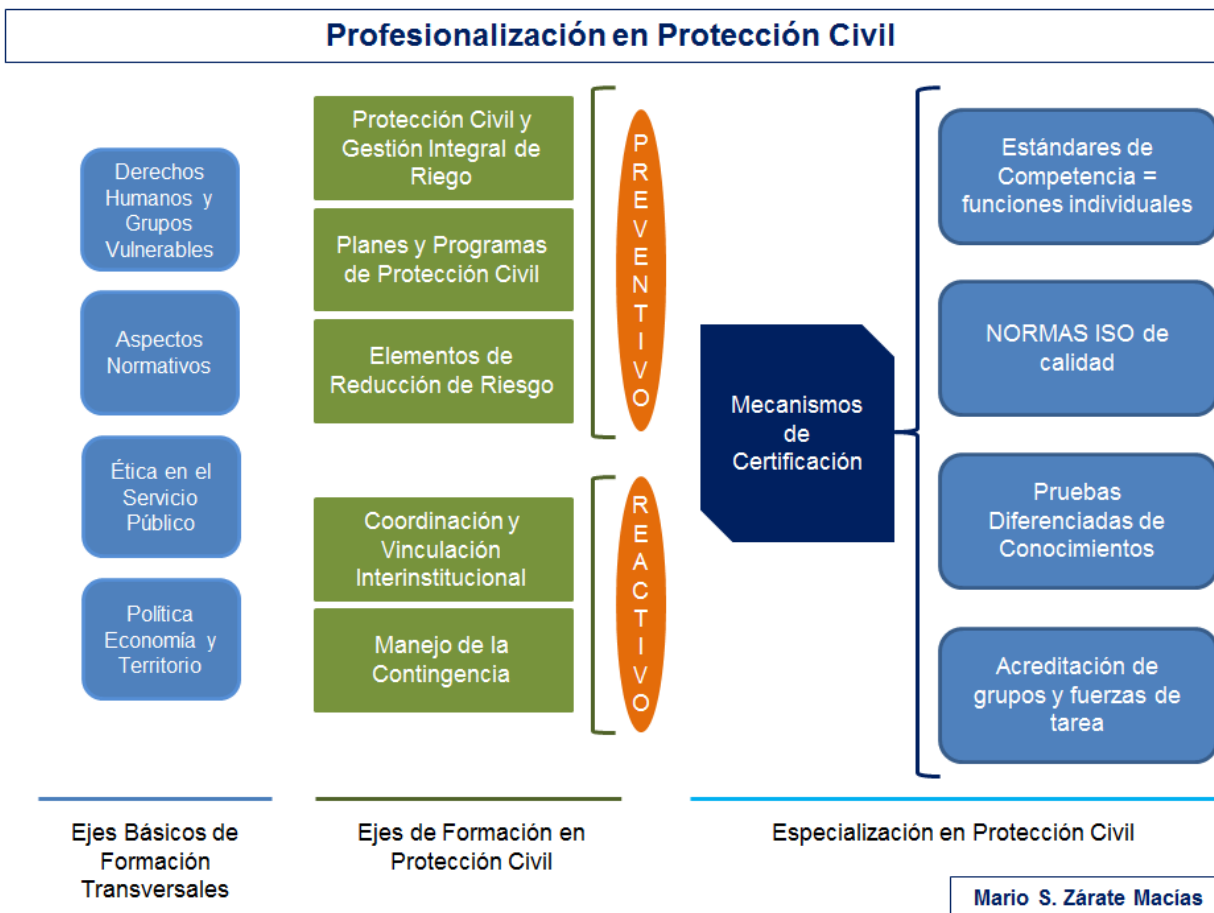 Profesionalización en Protección Civil
Derechos
Humanos y
Grupos
Vulnerables
Aspectos
Normativos
Ética en el
Servicio
Público
Política
Economía y
Territorio
Ejes Básicos de
Formación
Transversales
Protección Civil y
Gestión Integral de
Riego
Planes y Programas
de Protección Civil
Elementos de
Reducción de Riesgo
PREVENTIVO
Coordinación y
Vinculación
Interinstitucional
Manejo de la
Contingencia
REACTIVO
Ejes de Formación en
Protección Civil
Mecanismos
de
Certificación
Estándares de
Competencia =
funciones individuales
NORMAS ISO de
calidad
Pruebas
Diferenciadas de
Conocimientos
Acreditación de
grupos y fuerzas de
tarea
Especialización en Protección Civil
Mario S. Zárate Macías